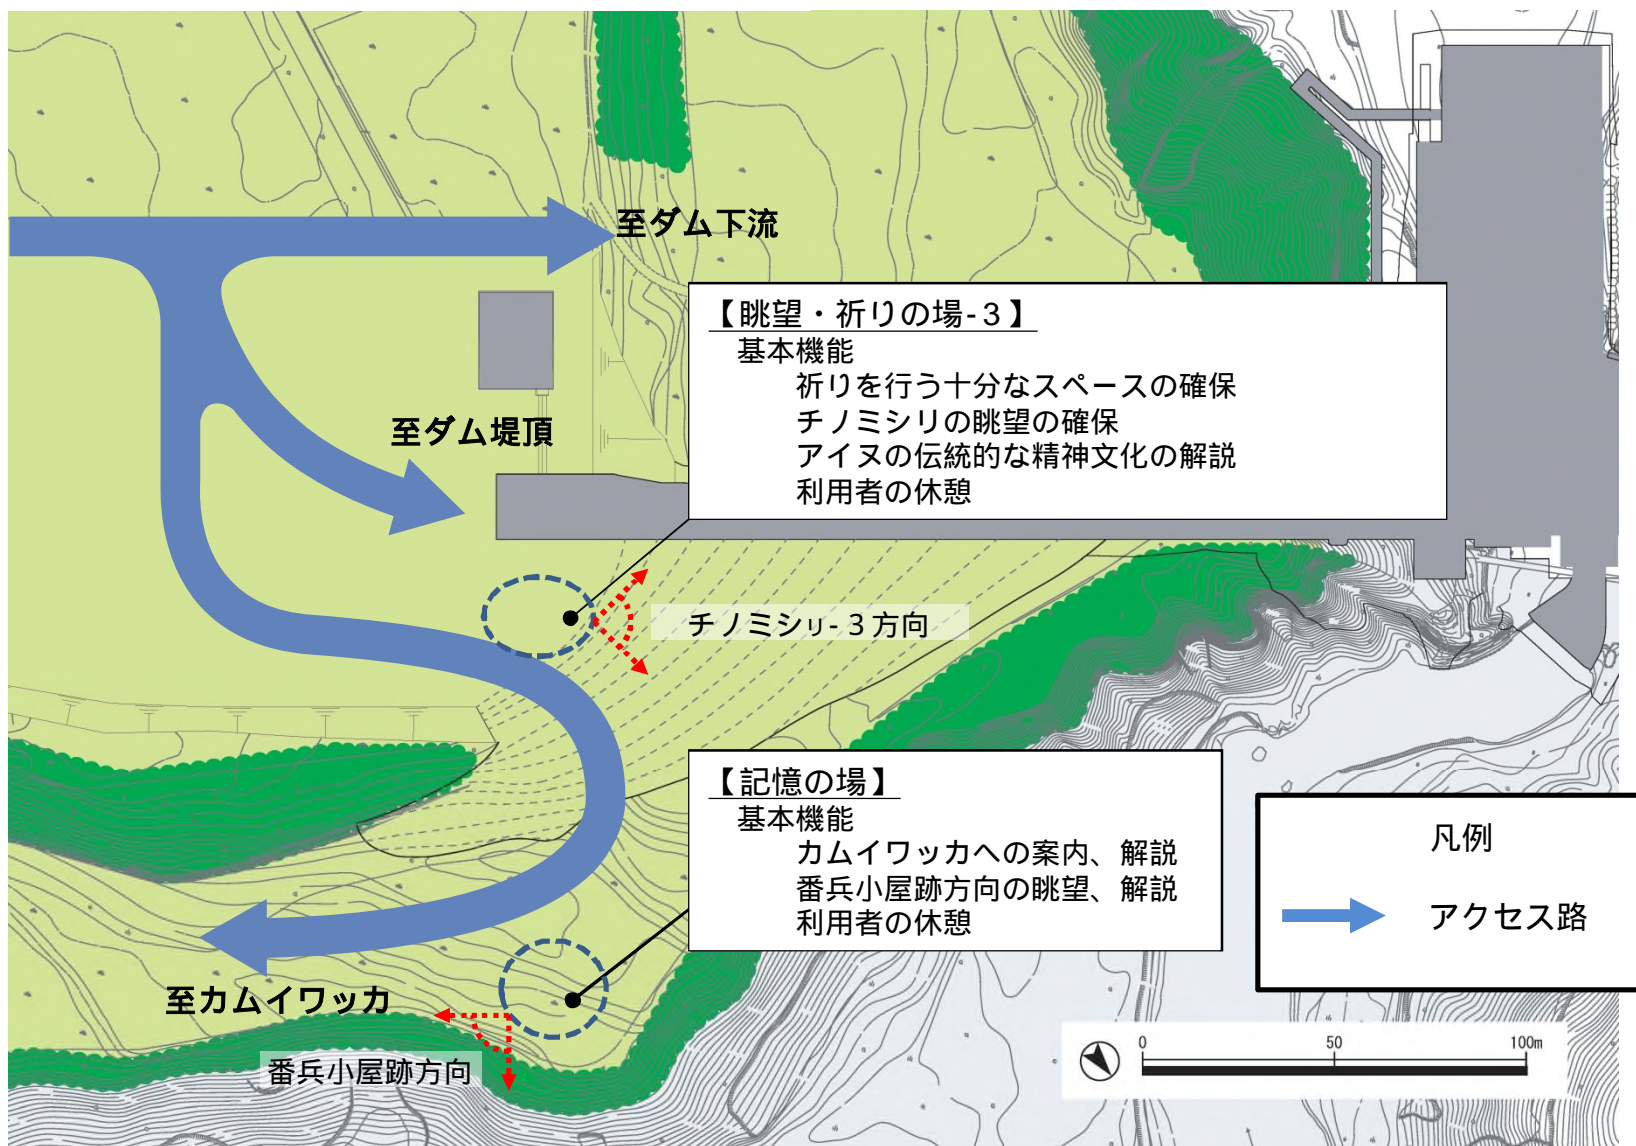 至ダム下流
【眺望・祈りの場-3】
基本機能
祈りを行う十分なスペースの確保
チノミシリの眺望の確保
アイヌの伝統的な精神文化の解説
利用者の休憩
至ダム堤頂
チノミシリ-3方向
【記憶の場】
基本機能
カムイワッカへの案内、解説
番兵小屋跡方向の眺望、解説
利用者の休憩
凡例
アクセス路
至カムイワッカ
番兵小屋跡方向
0 50 100m